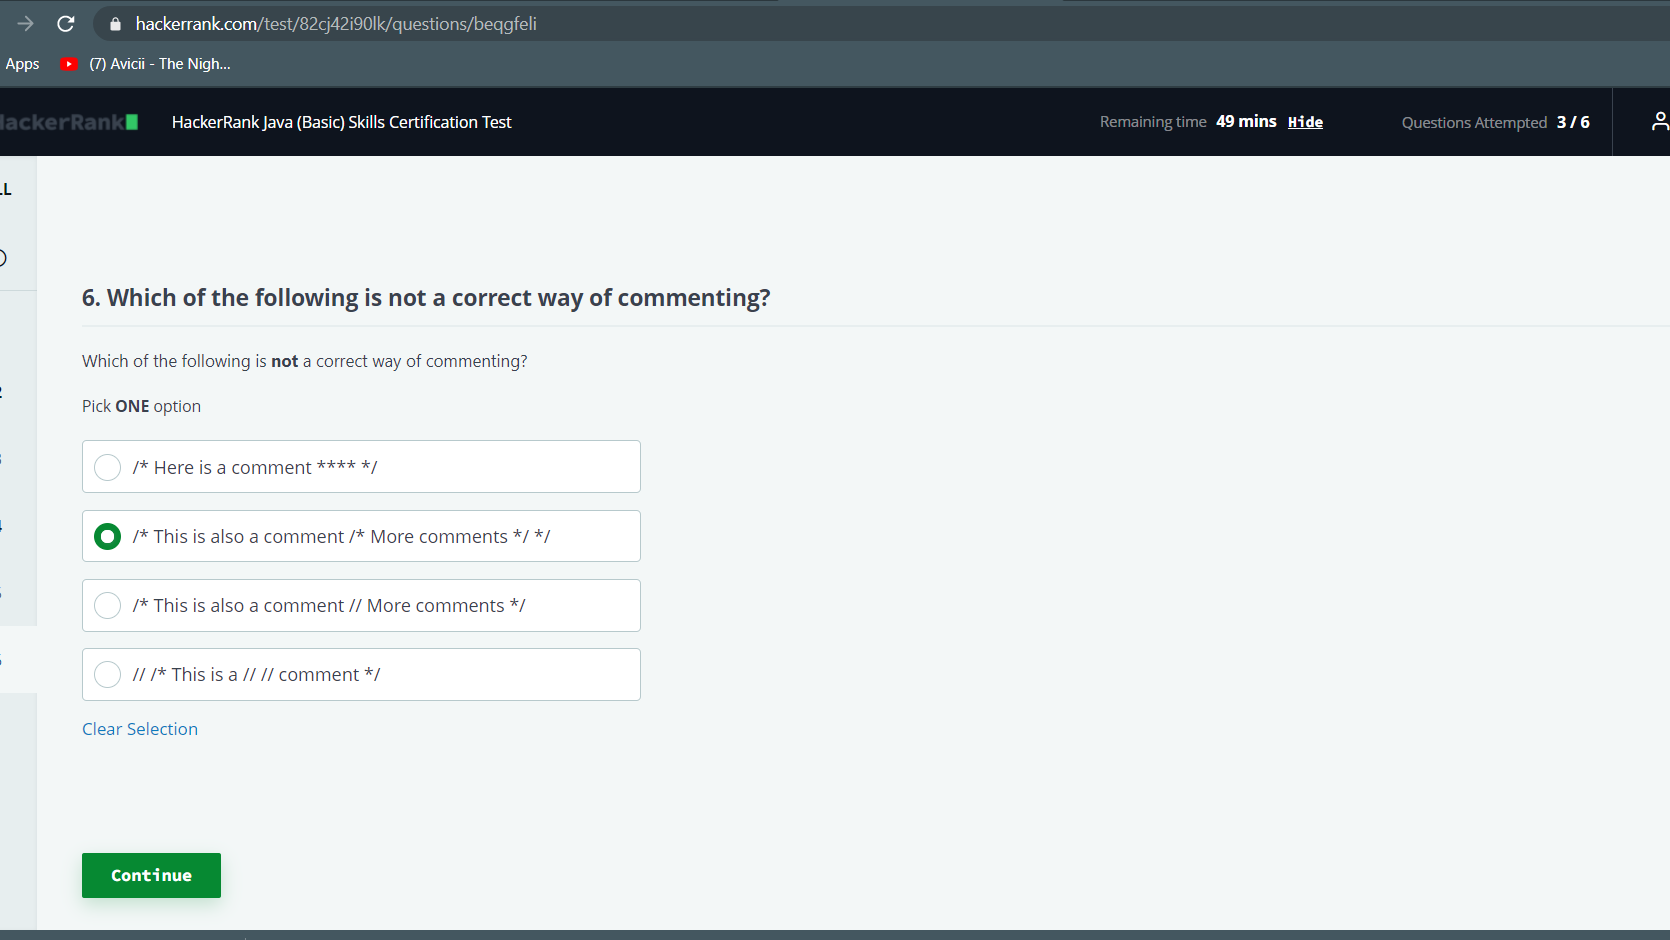 hackerrank.com/test/82cj42i90lk/questions/beqgfeli
Apps (7) Avicii - The Nigh...
HackerRank Java (Basic) Skills Certification Test Remaining time 49 mins Hide Questions Attempted 3 / 6
6. Which of the following is not a correct way of commenting?
Which of the following is not a correct way of commenting?
Pick ONE option
/* Here is a comment **** */
/* This is also a comment /* More comments */ */
/* This is also a comment // More comments */
// /* This is a // // comment */
Clear Selection
Continue